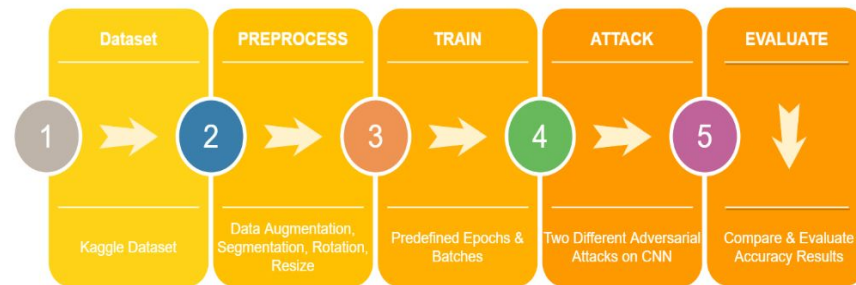 Dataset
PREPROCESS
TRAIN
ATTACK
EVALUATE
1
2
3
4
5
Kaggle Dataset
Data Augmentation,
Segmentation, Rotation,
Resize
Predefined Epochs &
Batches
Two Different Adversarial
Attacks on CNN
Compare & Evaluate
Accuracy Results